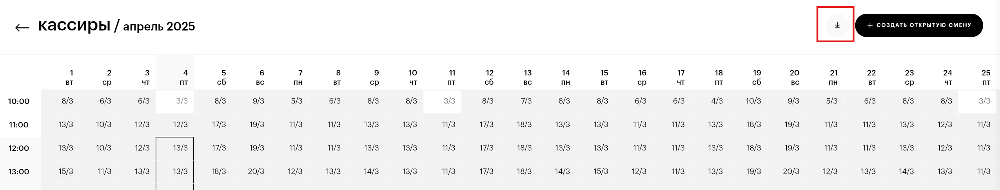 кассиры / апрель 2025
СОЗДАТЬ ОТКРЫТУЮ СМЕНУ
1 2 3 4 5 6 7 8 9 10 11 12 13 14 15 16 17 18 19 20 21 22 23 24 25
вт ср чт пт сб вс пн вт ср чт пт сб вс пн вт ср чт пт сб вс пн вт ср чт пт
10:00 8/3 6/3 6/3 3/3 8/3 9/3 5/3 6/3 8/3 8/3 3/3 8/3 7/3 8/3 8/3 6/3 6/3 4/3 10/3 9/3 5/3 6/3 8/3 8/3 3/3
11:00 13/3 10/3 12/3 12/3 17/3 19/3 11/3 11/3 13/3 13/3 11/3 17/3 18/3 13/3 13/3 11/3 11/3 13/3 18/3 19/3 11/3 11/3 13/3 12/3 11/3
12:00 13/3 10/3 12/3 13/3 17/3 19/3 11/3 11/3 13/3 13/3 11/3 17/3 18/3 13/3 13/3 11/3 11/3 13/3 18/3 19/3 11/3 11/3 13/3 12/3 11/3
13:00 15/3 11/3 13/3 13/3 18/3 20/3 12/3 13/3 14/3 13/3 11/3 17/3 18/3 14/3 15/3 12/3 11/3 13/3 19/3 20/3 12/3 13/3 14/3 13/3 11/3